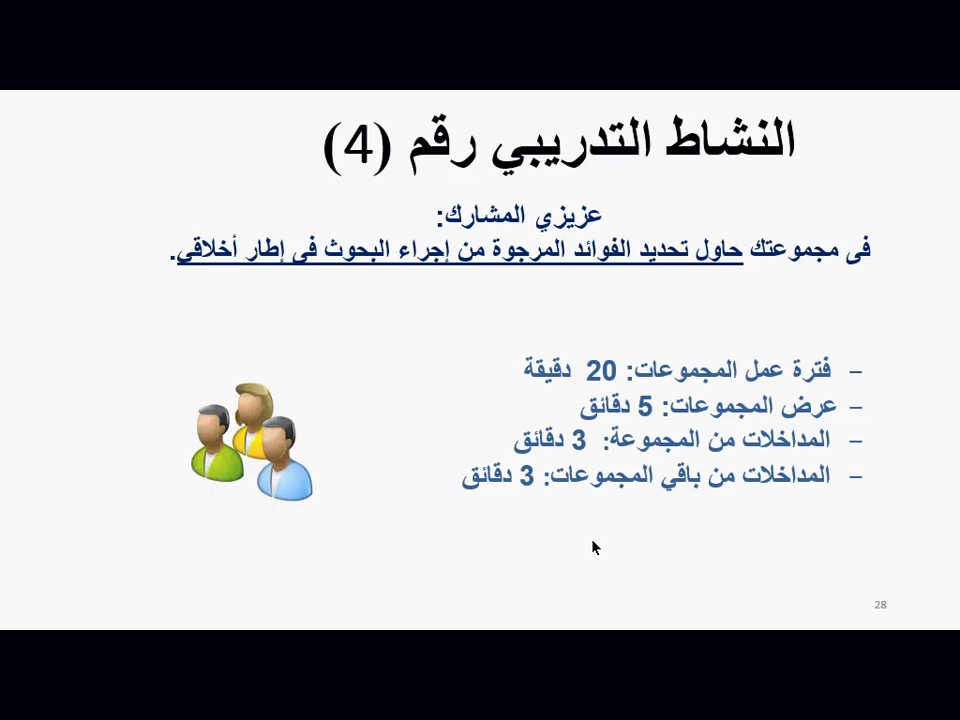 النشاط التدريبي رقم (4)
عزيزي المشارك:
فى مجموعتك حاول تحديد الفوائد المرجوة من إجراء البحوث في إطار أخلاقي.
– فترة عمل المجموعات: 20 دقيقة
– عرض المجموعات: 5 دقائق
– المداخلات من المجموعة: 3 دقائق
– المداخلات من باقي المجموعات: 3 دقائق
28